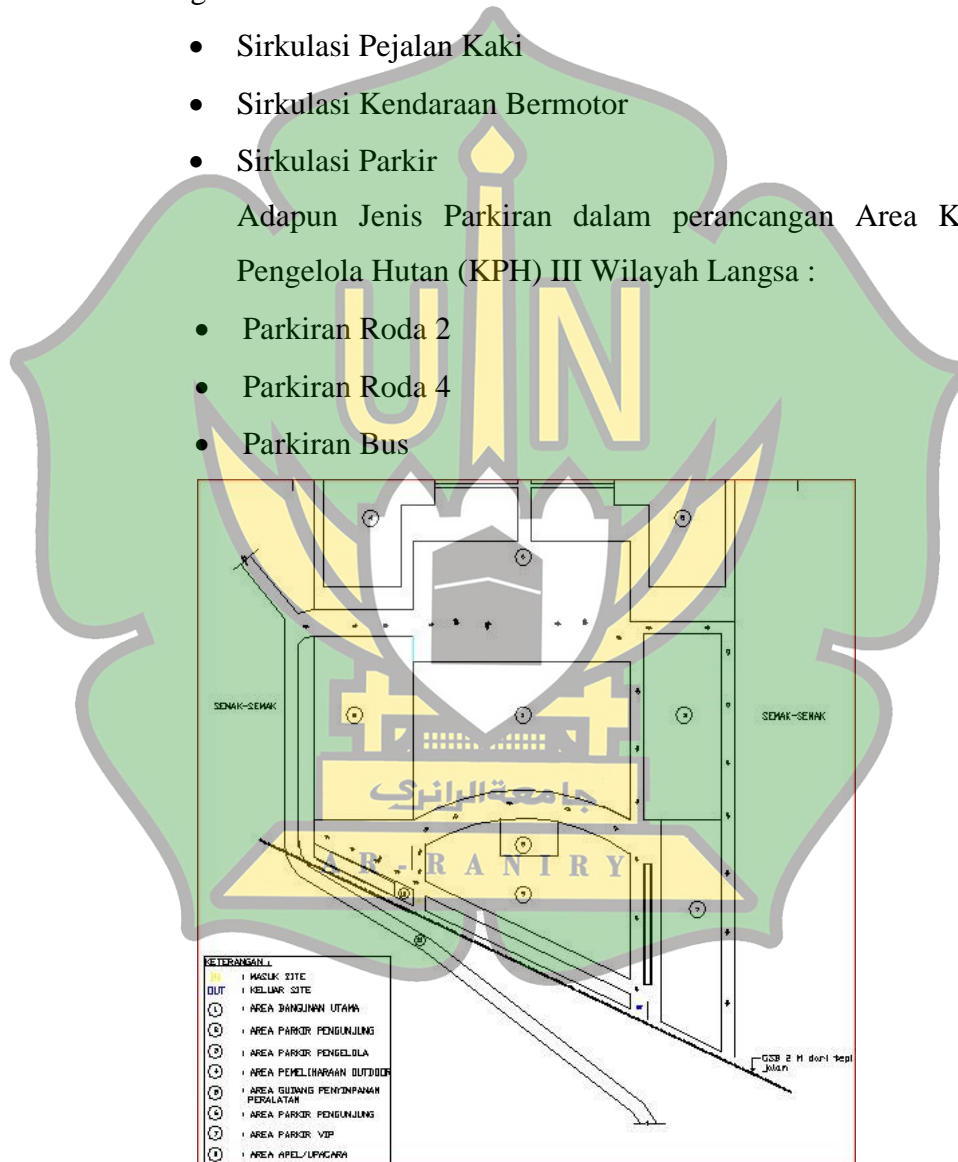 • Sirkulasi Pejalan Kaki
• Sirkulasi Kendaraan Bermotor
• Sirkulasi Parkir
Adapun Jenis Parkiran dalam perancangan Area K
Pengelola Hutan (KPH) III Wilayah Langsa :
• Parkiran Roda 2
• Parkiran Roda 4
• Parkiran Bus
UIN
SEMAK-SEMAK
SEMAK-SEMAK
جامعة الرانري
AR-RANIRY
GSB 2 M dari tepi
jalan
KETERANGAN :
IN : MASUK SITE
OUT : KELUAR SITE
1 : AREA BANGUNAN UTAMA
2 : AREA PARKIR PENGUNJUNG
3 : AREA PARKIR PENGELOLA
4 : AREA PEMELIHARAAN OUTDOOR
5 : AREA GUDANG PENYIMPANAN
PERALATAN
6 : AREA PARKIR PENGUNJUNG
7 : AREA PARKIR VIP
8 : AREA APEL/UPACARA